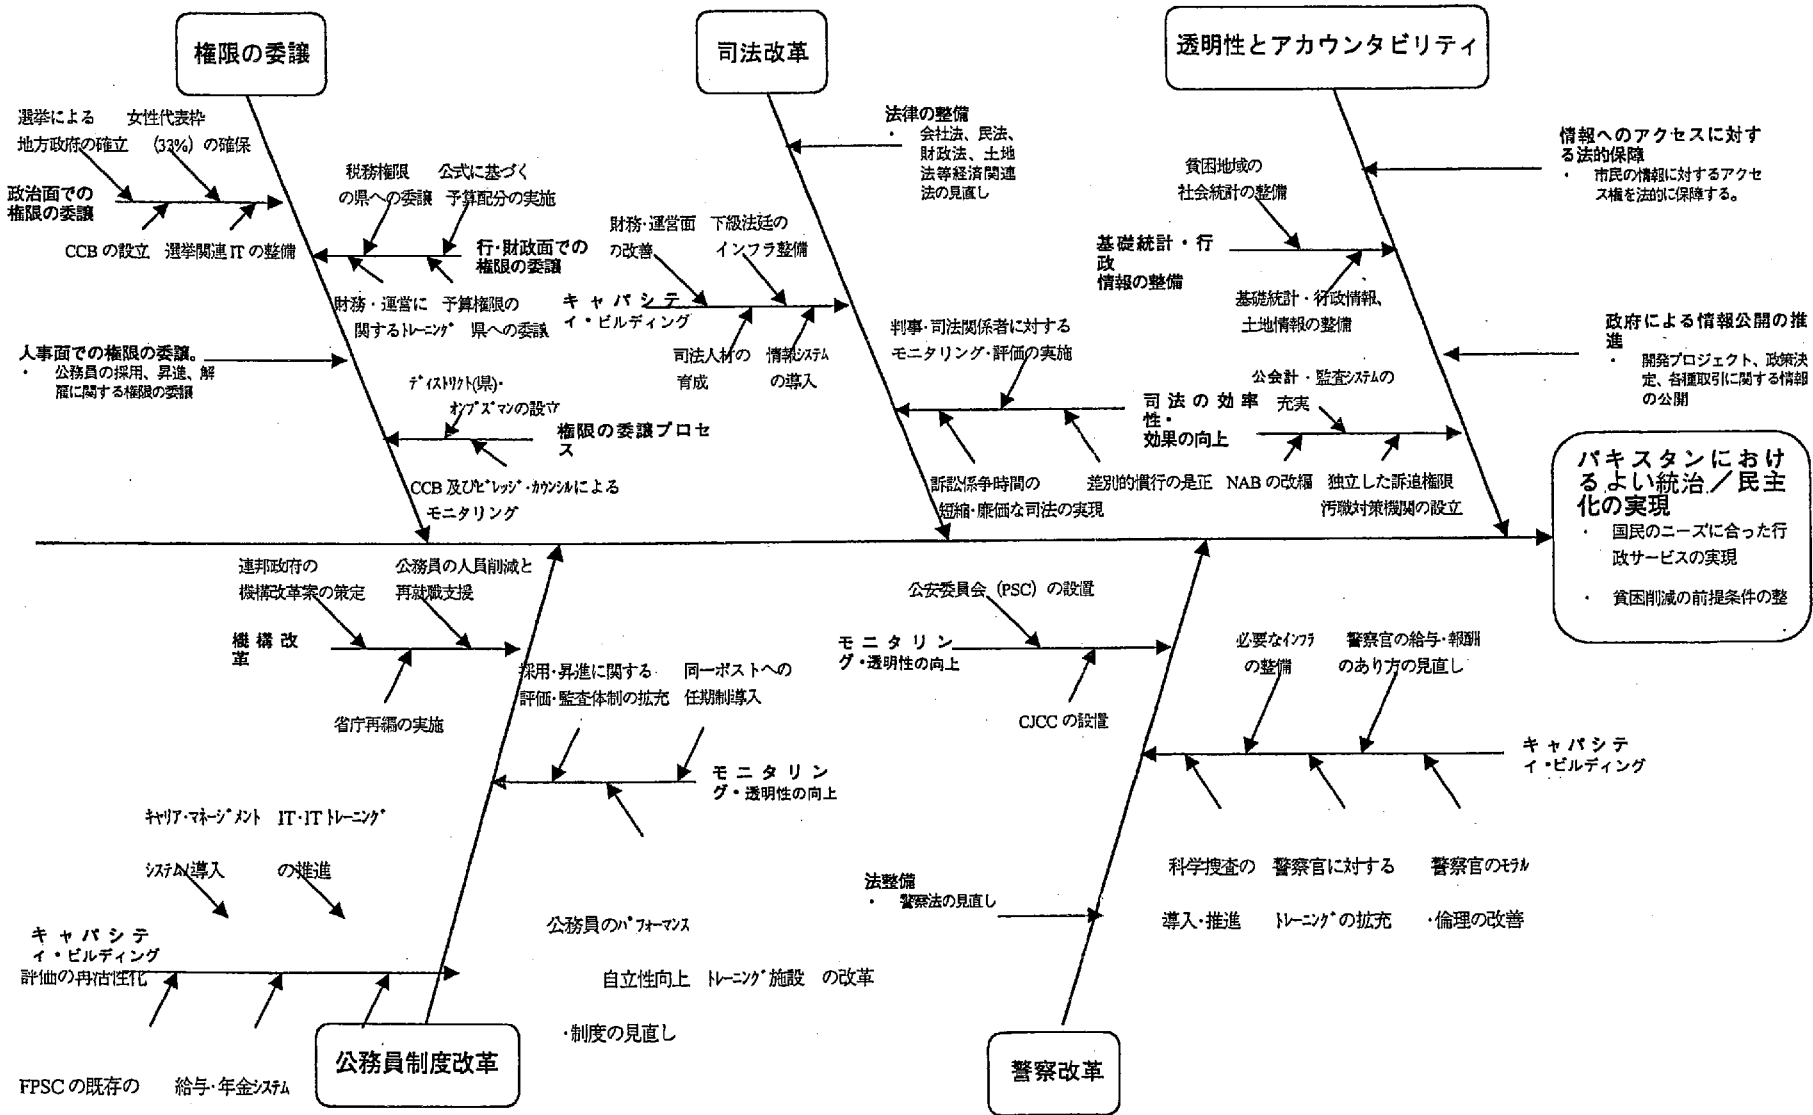 権限の委譲
司法改革
透明性とアカウンタビリティ
選挙による
地方政府の確立
女性代表枠
(33%) の確保
政治面での
権限の委譲
CCB の設立
選挙関連 IT の整備
税務権限
の県への委譲
公式に基づく
予算配分の実施
行・財政面での
権限の委譲
財務・運営に
関するトレーニング
予算権限の
県への委譲
人事面での権限の委譲。
・ 公務員の採用、昇進、解
雇に関する権限の委譲
ディストリクト(県)・
オンブズマンの設立
権限の委譲プロセ
ス
CCB 及びビレッジ・カウンシルによる
モニタリング
法律の整備
・ 会社法、民法、
財政法、土地
法等経済関連
法の見直し
財務・運営面
の改善
下級法廷の
インフラ整備
キャパシテ
ィ・ビルディング
司法人材の
育成
情報システム
の導入
判事・司法関係者に対する
モニタリング・評価の実施
司法の効率
性・
効果の向上
訴訟係争時間の
短縮・廉価な司法の実現
差別的慣行の是正
情報へのアクセスに対す
る法的保障
・ 市民の情報に対するアクセ
ス権を法的に保障する。
貧困地域の
社会統計の整備
基礎統計・行
政
情報の整備
基礎統計・行政情報、
土地情報の整備
政府による情報公開の推
進
・ 開発プロジェクト、政策決
定、各種取引に関する情報
の公開
公会計・監査システムの
充実
NAB の改編
独立した訴追権限
汚職対策機関の設立
パキスタンにおけ
るよい統治／民主
化の実現
・ 国民のニーズに合った行
政サービスの実現
・ 貧困削減の前提条件の整
連邦政府の
機構改革案の策定
公務員の人員削減と
再就職支援
機構改
革
省庁再編の実施
採用・昇進に関する
評価・監査体制の拡充
同一ポストへの
任期制導入
モニタリン
グ・透明性の向上
キャリア・マネージメント
システム導入
IT・IT トレーニング
の推進
キャパシテ
ィ・ビルディング
評価の再活性化
公務員のパフォーマンス
自立性向上
トレーニング施設
の改革
・制度の見直し
FPSC の既存の
給与・年金システム
公務員制度改革
公安委員会 (PSC) の設置
モニタリン
グ・透明性の向上
CJCC の設置
必要なインフラ
の整備
警察官の給与・報酬
のあり方の見直し
キャパシテ
ィ・ビルディング
法整備
・ 警察法の見直し
科学捜査の
導入・推進
警察官に対する
トレーニングの拡充
警察官のモラル
・倫理の改善
警察改革